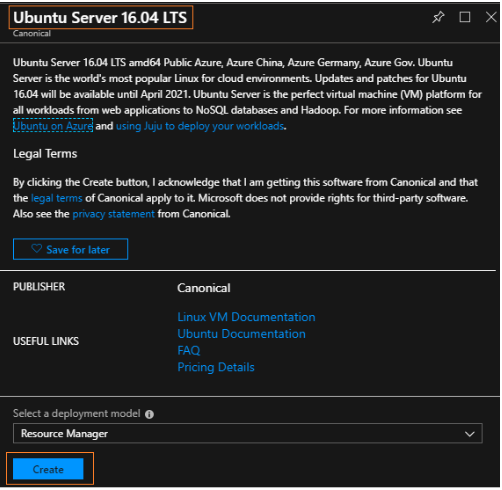 Ubuntu Server 16.04 LTS
Canonical
Ubuntu Server 16.04 LTS amd64 Public Azure, Azure China, Azure Germany, Azure Gov. Ubuntu
Server is the world's most popular Linux for cloud environments. Updates and patches for Ubuntu
16.04 will be available until April 2021. Ubuntu Server is the perfect virtual machine (VM) platform for
all workloads from web applications to NoSQL databases and Hadoop. For more information see
Ubuntu on Azure and using Juju to deploy your workloads.
Legal Terms
By clicking the Create button, I acknowledge that I am getting this software from Canonical and that
the legal terms of Canonical apply to it. Microsoft does not provide rights for third-party software.
Also see the privacy statement from Canonical.
Save for later
PUBLISHER
Canonical
USEFUL LINKS
Linux VM Documentation
Ubuntu Documentation
FAQ
Pricing Details
Select a deployment model
Resource Manager
Create